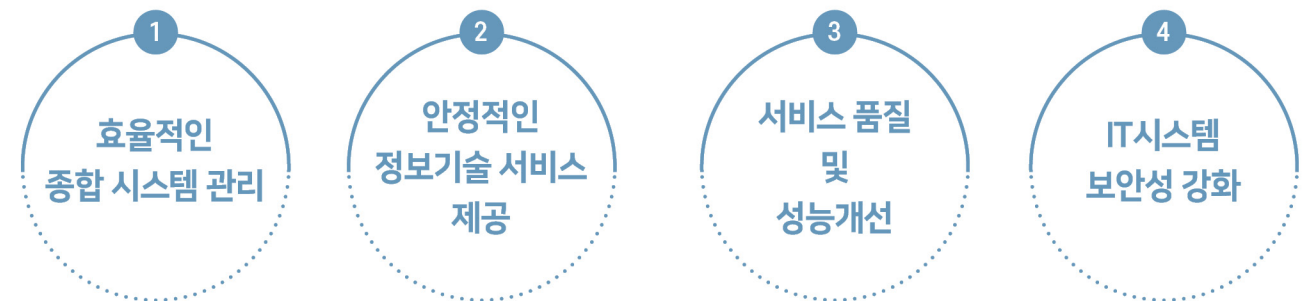 1
효율적인
종합 시스템 관리
2
안정적인
정보기술 서비스
제공
3
서비스 품질
및
성능개선
4
IT시스템
보안성 강화